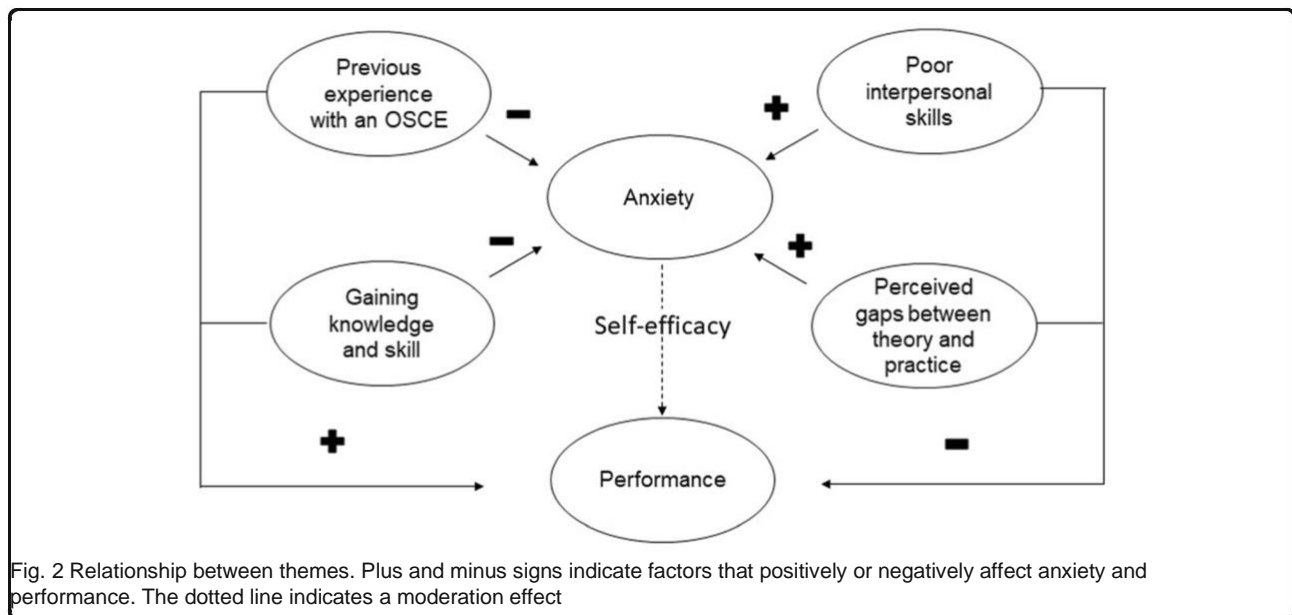 Previous
experience
with an OSCE
Poor
interpersonal
skills
Anxiety
Gaining
knowledge
and skill
Self-efficacy
Perceived
gaps between
theory and
practice
Performance
Fig. 2 Relationship between themes. Plus and minus signs indicate factors that positively or negatively affect anxiety and
performance. The dotted line indicates a moderation effect